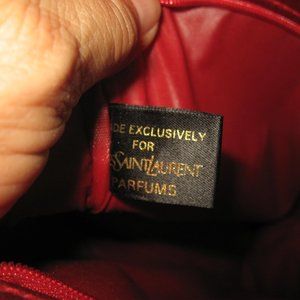 DE EXCLUSIVELY
FOR
SAINTLAURENT
PARFUMS